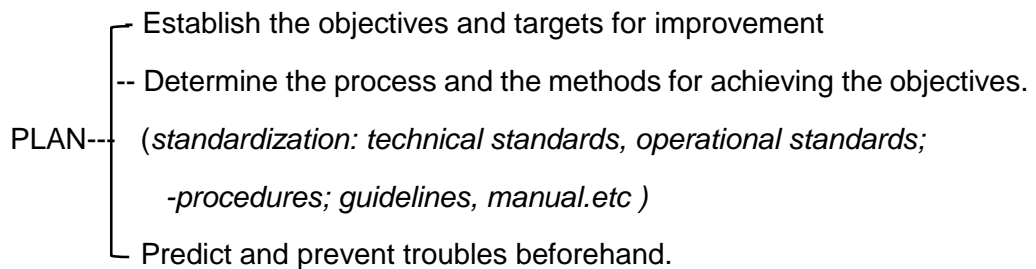 - Establish the objectives and targets for improvement
-- Determine the process and the methods for achieving the objectives.
PLAN--- (standardization: technical standards, operational standards;
-procedures; guidelines, manual.etc )
- Predict and prevent troubles beforehand.